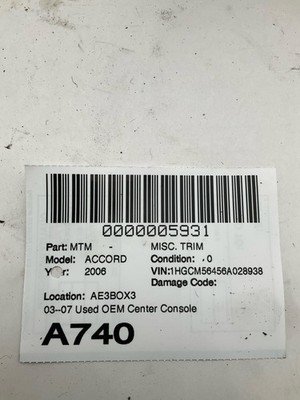 0000005931
Part: MTM - MISC. TRIM
Model: ACCORD Condition: .0
Year: 2006 VIN:1HGCM56456A028938
Damage Code:
Location: AE3BOX3
03--07 Used OEM Center Console
A740